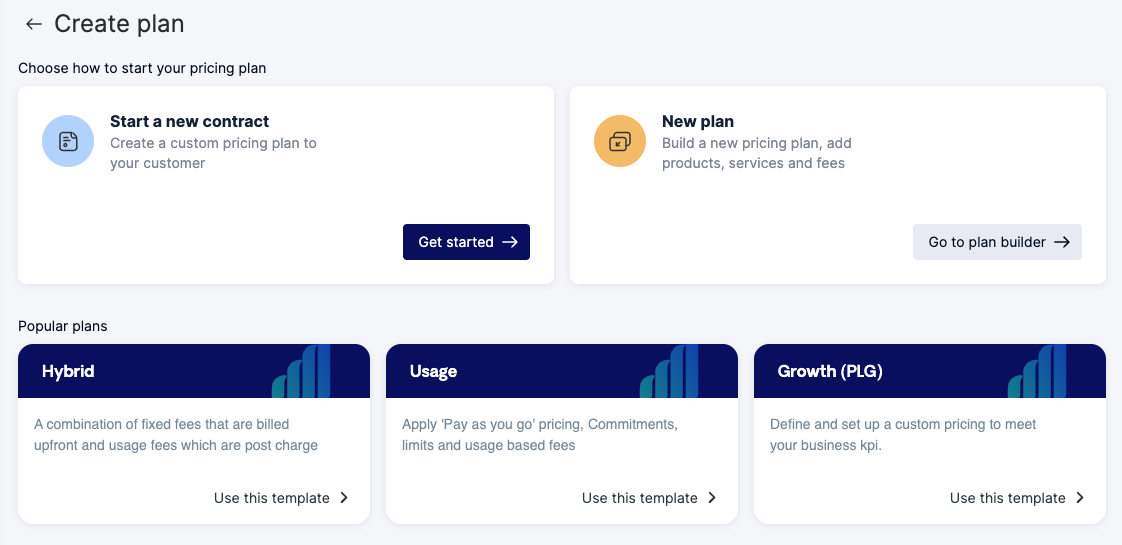 Create plan
Choose how to start your pricing plan
Start a new contract
Create a custom pricing plan to
your customer
Get started
New plan
Build a new pricing plan, add
products, services and fees
Go to plan builder
Popular plans
Hybrid
A combination of fixed fees that are billed
upfront and usage fees which are post charge
Use this template
Usage
Apply 'Pay as you go' pricing, Commitments,
limits and usage based fees
Use this template
Growth (PLG)
Define and set up a custom pricing to meet
your business kpi.
Use this template